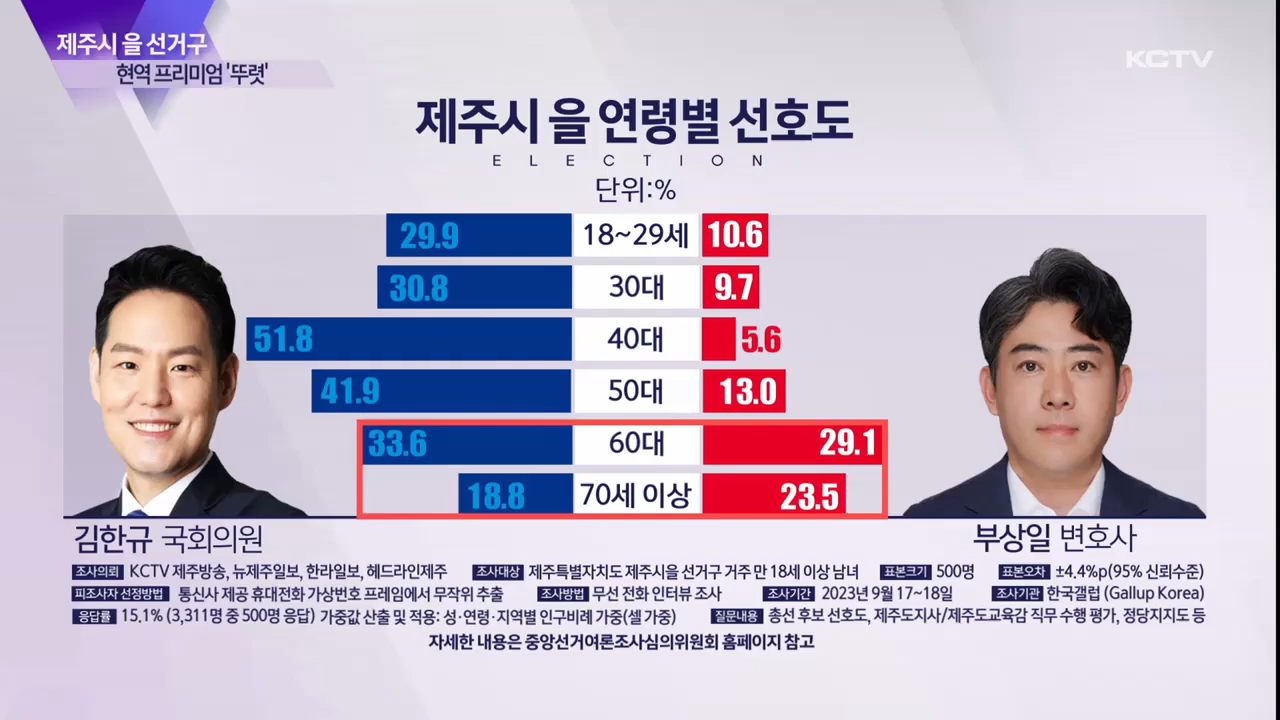 제주시 을 선거구
현역 프리미엄 '뚜렷'
KCTV
제주시 을 연령별 선호도
ELECTION
단위:%
29.9 18~29세 10.6
30.8 30대 9.7
51.8 40대 5.6
41.9 50대 13.0
33.6 60대 29.1
18.8 70세 이상 23.5
김한규 국회의원
부상일 변호사
조사의뢰 KCTV 제주방송, 뉴제주일보, 한라일보, 헤드라인제주 조사대상 제주특별자치도 제주시을 선거구 거주 만 18세 이상 남녀 표본크기 500명 표본오차 ±4.4%p(95% 신뢰수준)
피조사자 선정방법 통신사 제공 휴대전화 가상번호 프레임에서 무작위 추출 조사방법 무선 전화 인터뷰 조사 조사기간 2023년 9월 17~18일 조사기관 한국갤럽 (Gallup Korea)
응답률 15.1% (3,311명 중 500명 응답) 가중값 산출 및 적용: 성·연령·지역별 인구비례 가중(셀 가중) 질문내용 총선 후보 선호도, 제주도지사/제주도교육감 직무 수행 평가, 정당지지도 등
자세한 내용은 중앙선거여론조사심의위원회 홈페이지 참고